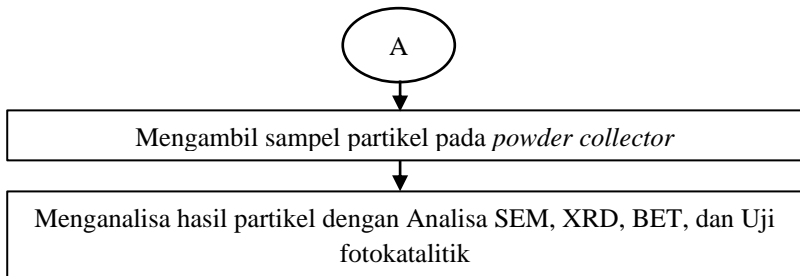 A
Mengambil sampel partikel pada powder collector
Menganalisa hasil partikel dengan Analisa SEM, XRD, BET, dan Uji
fotokatalitik